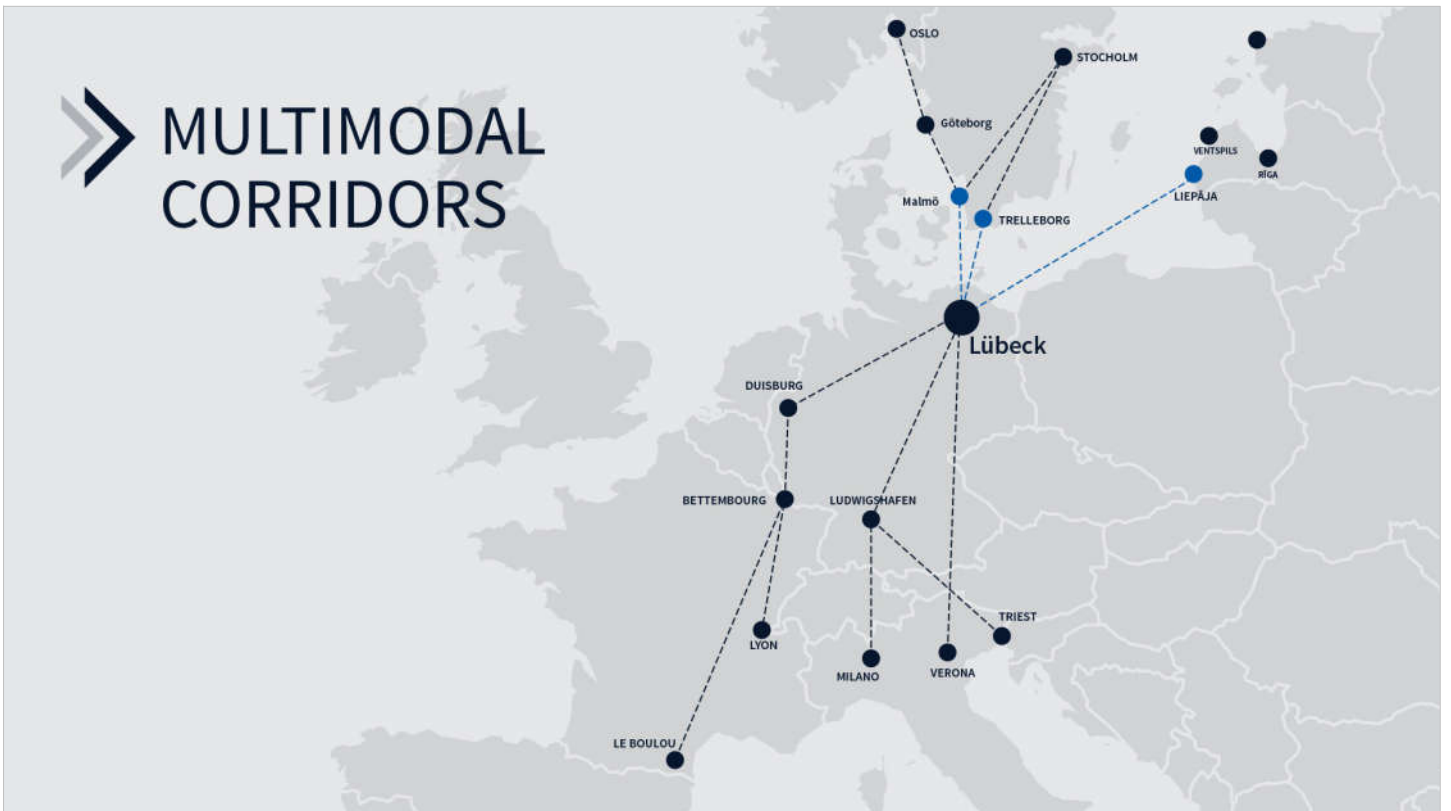 MULTIMODAL
CORRIDORS
OSLO
STOCHOLM
Göteborg
VENTSPILS
RĪGA
LIEPĀJA
Malmö
TRELLEBORG
Lübeck
DUISBURG
BETTEMBOURG
LUDWIGSHAFEN
TRIEST
LYON
MILANO
VERONA
LE BOULOU